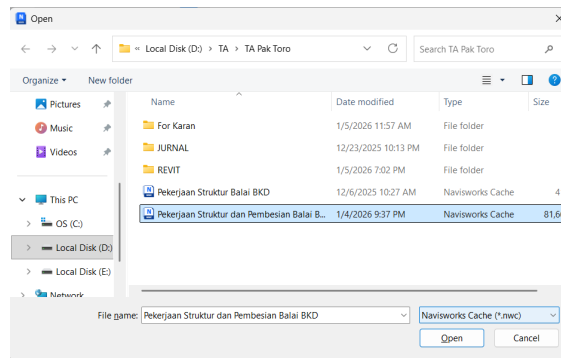 Open
« Local Disk (D:) › TA › TA Pak Toro
Search TA Pak Toro
Organize
New folder
Name
Date modified
Type
Size
Pictures
Music
Videos
This PC
OS (C:)
Local Disk (D:)
Local Disk (E:)
Network
For Karan 1/5/2026 11:57 AM File folder
JURNAL 12/23/2025 10:13 PM File folder
REVIT 1/5/2026 7:02 PM File folder
Pekerjaan Struktur Balai BKD 12/6/2025 10:27 AM Navisworks Cache 4
Pekerjaan Struktur dan Pembesian Balai B... 1/4/2026 9:37 PM Navisworks Cache 81,6
File name: Pekerjaan Struktur dan Pembesian Balai BKD
Navisworks Cache (*.nwc)
Open
Cancel